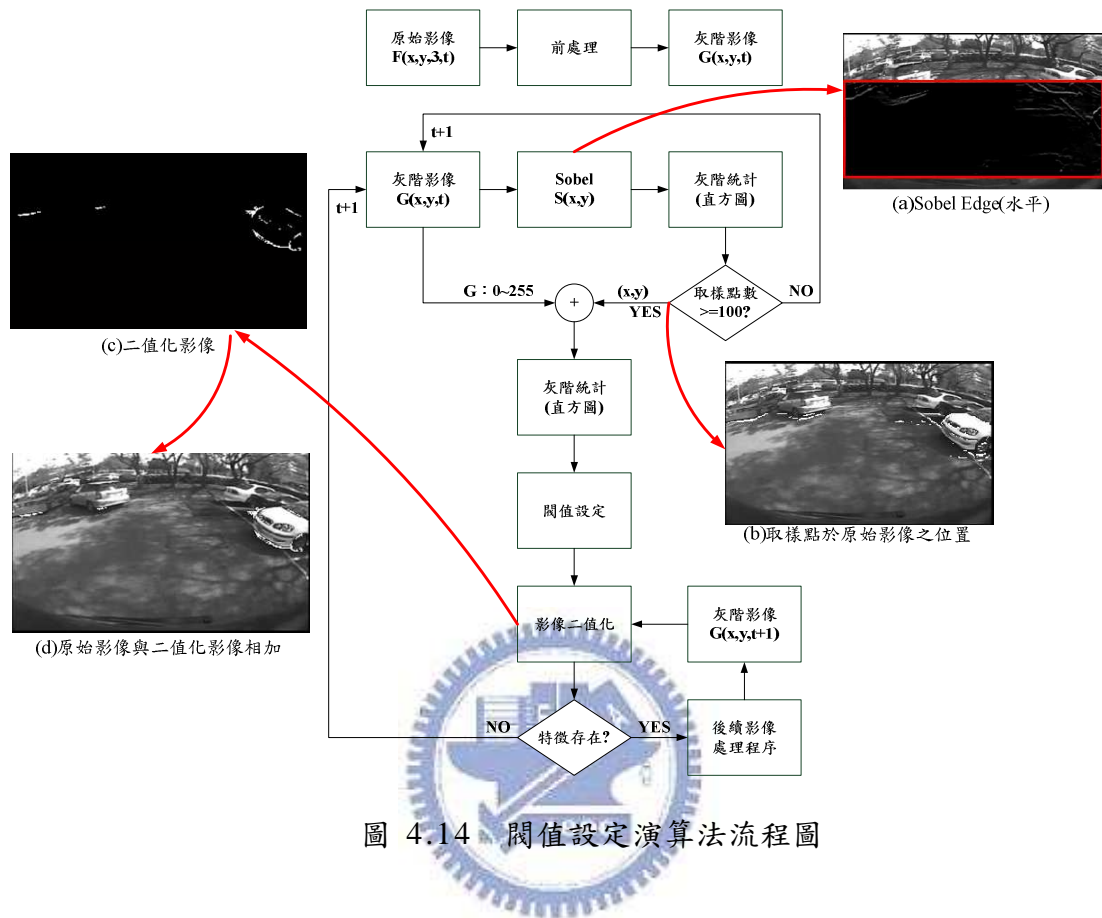 原始影像
F(x,y,3,t)
前處理
灰階影像
G(x,y,t)
t+1
灰階影像
G(x,y,t)
Sobel
S(x,y)
灰階統計
(直方圖)
(a)Sobel Edge(水平)
t+1
G：0~255
+
(x,y)
YES
取樣點數
>=100?
NO
(c)二值化影像
灰階統計
(直方圖)
(b)取樣點於原始影像之位置
閥值設定
(d)原始影像與二值化影像相加
影像二值化
灰階影像
G(x,y,t+1)
NO
特徵存在?
YES
後續影像
處理程序
圖 4.14 閥值設定演算法流程圖